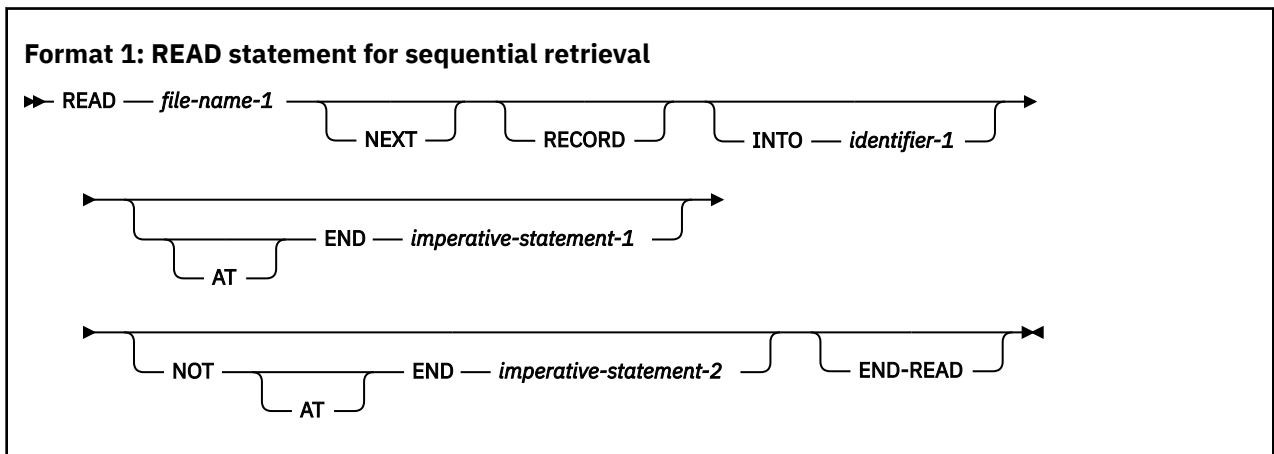 Format 1: READ statement for sequential retrieval
READ file-name-1
NEXT RECORD INTO identifier-1
END imperative-statement-1
AT
NOT END imperative-statement-2 END-READ
AT